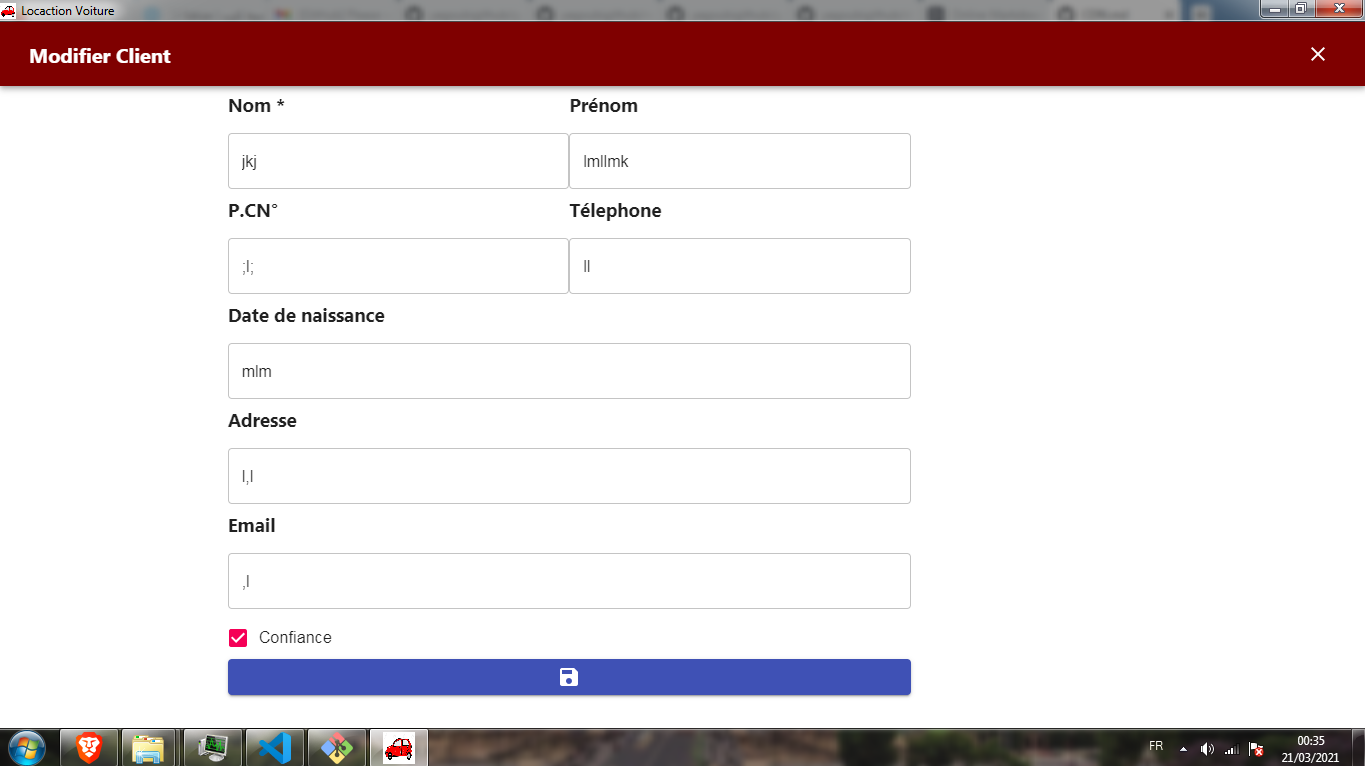 Locaction Voiture
Modifier Client
Nom * Prénom
jkj lmllmk
P.CN° Télephone
;l; ll
Date de naissance
mlm
Adresse
l,l
Email
,l
Confiance
FR 00:35
21/03/2021